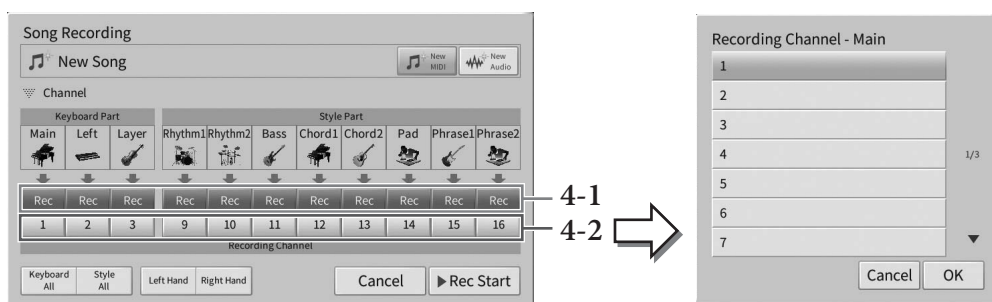 Song Recording
New Song
New MIDI
New Audio
Channel
Keyboard Part
Style Part
Main Left Layer Rhythm1 Rhythm2 Bass Chord1 Chord2 Pad Phrase1 Phrase2
Rec Rec Rec Rec Rec Rec Rec Rec Rec Rec Rec
4-1
1 2 3 9 10 11 12 13 14 15 16
4-2
Recording Channel
Keyboard All
Style All
Left Hand
Right Hand
Cancel
Rec Start
Recording Channel - Main
1
2
3
4
1/3
5
6
7
Cancel
OK